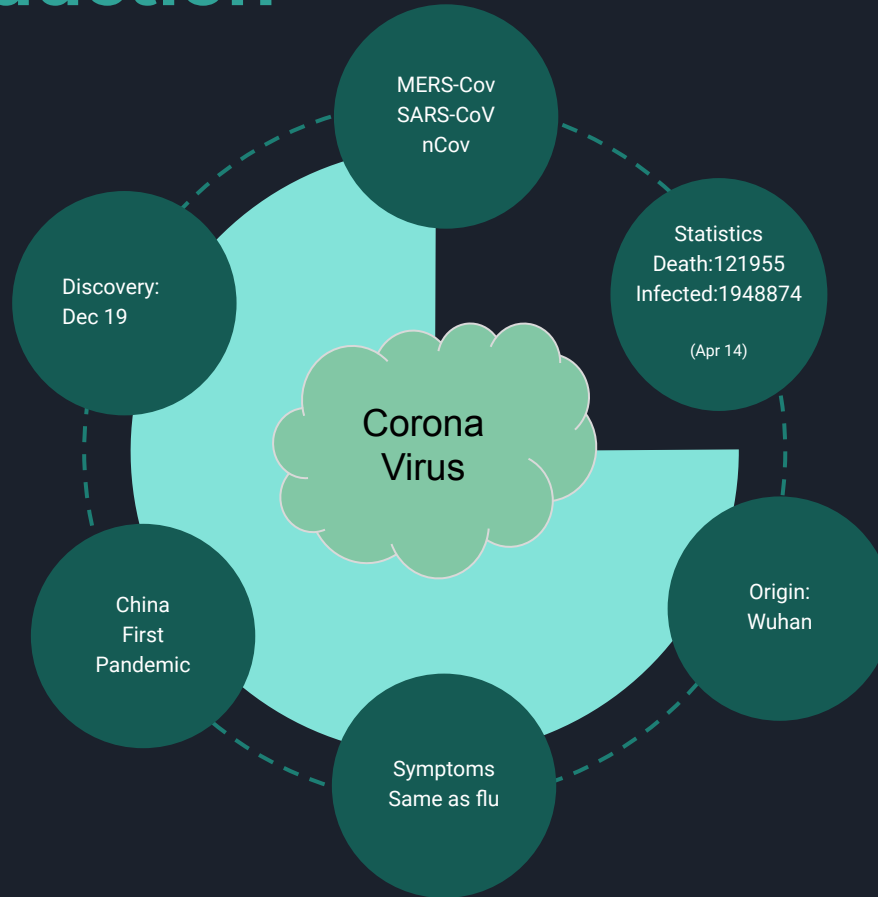 MERS-Cov
SARS-CoV
nCov
Statistics
Death:121955
Infected:1948874
(Apr 14)
Discovery:
Dec 19
Corona
Virus
Origin:
Wuhan
China
First
Pandemic
Symptoms
Same as flu